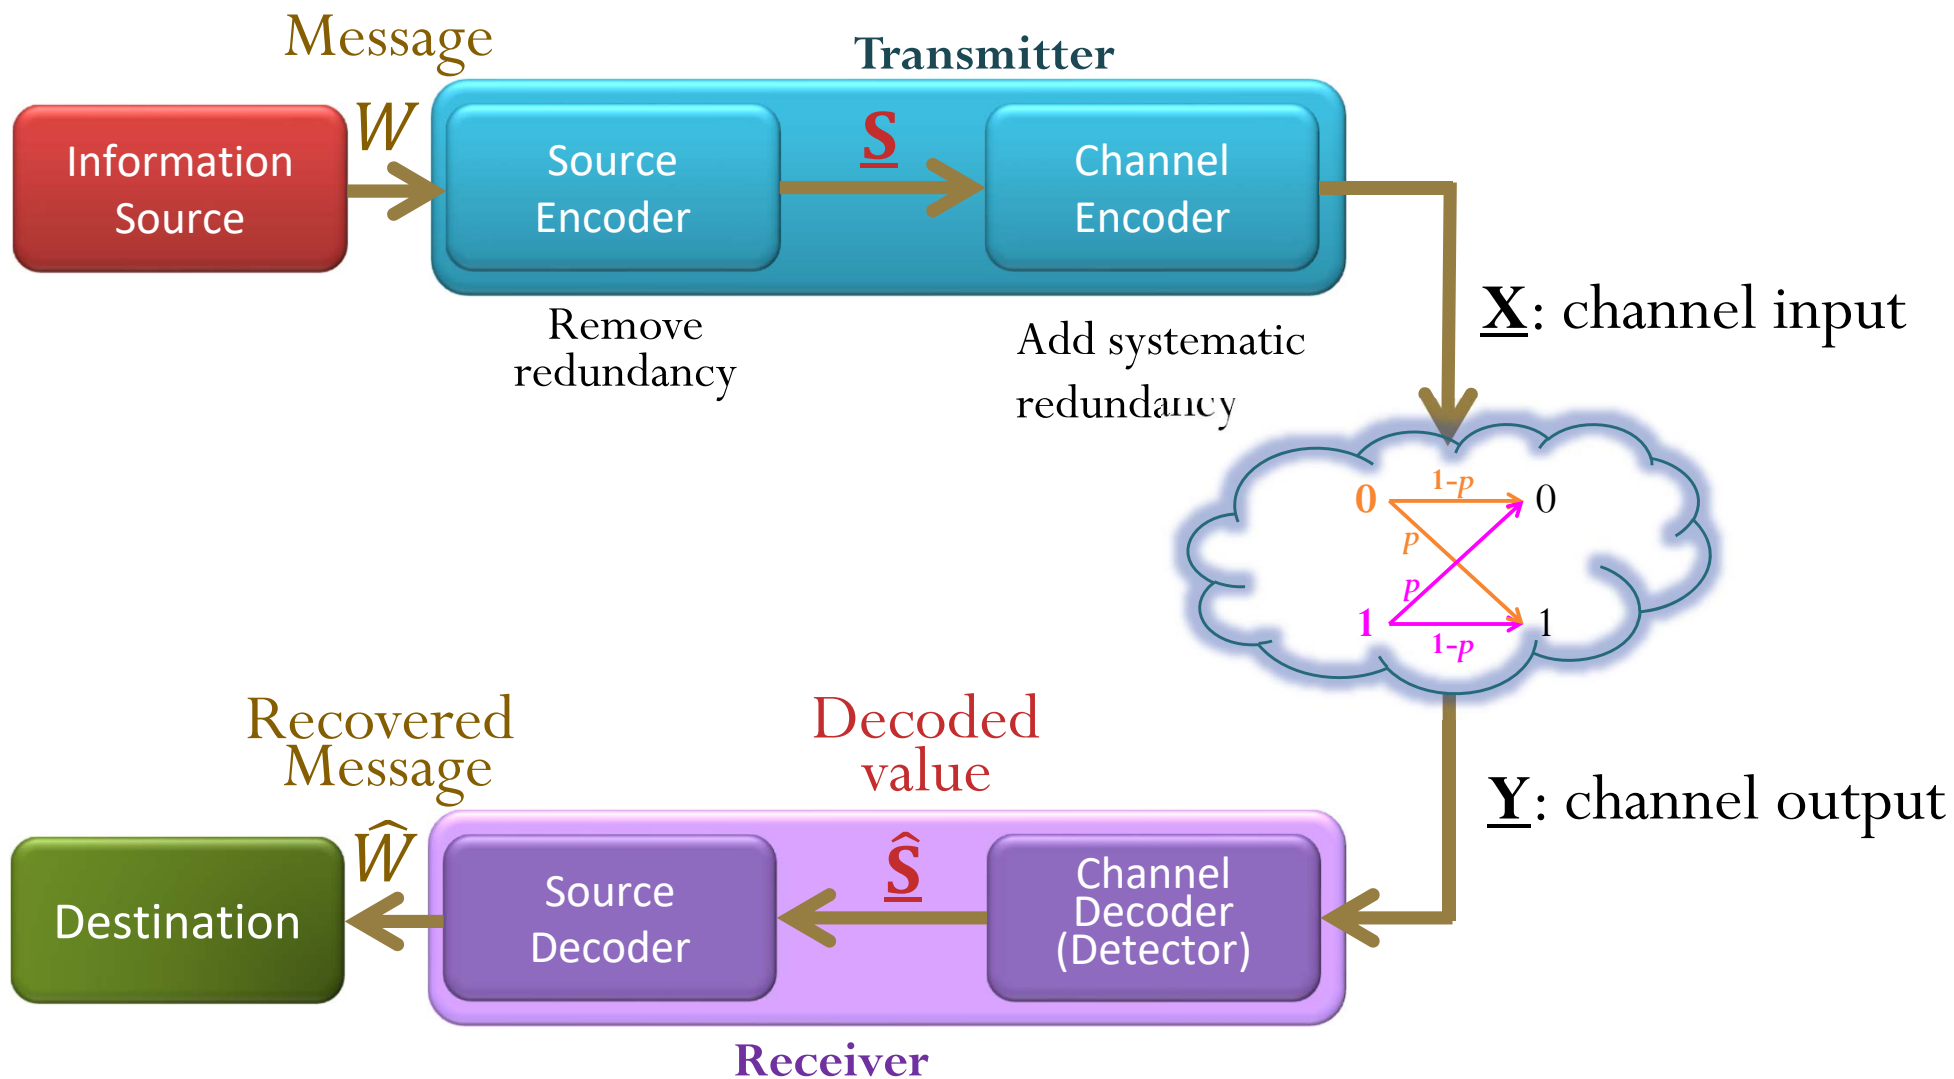 Message
Transmitter
W
Information
Source
Source
Encoder
S
Channel
Encoder
Remove
redundancy
Add systematic
redundancy
X: channel input
0
1-p
0
p
p
1
1-p
1
Y: channel output
Recovered
Message
Decoded
value
Ŵ
Destination
Source
Decoder
Ŝ
Channel
Decoder
(Detector)
Receiver